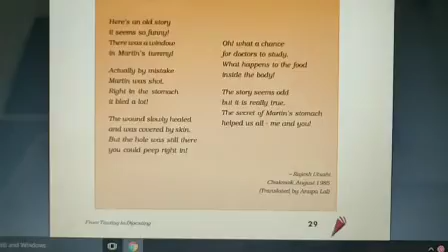 Here's an old story
it seems so funny!
There was a window
in Martin's tummy!
Actually by mistake
Martin was shot,
Right in the stomach
it bled a lot!
The wound slowly healed
and was covered by skin,
But the hole was still there
you could peep right in!
Oh! what a chance
for doctors to study,
What happens to the food
inside the body!
The story seems odd
but it is really true,
The secret of Martin's stomach
helped us all - me and you!
– Rajesh Utsahi
Chakmak, August 1985
(Translated by Anupa Lal)
From Tasting to Digesting
29
and Windows